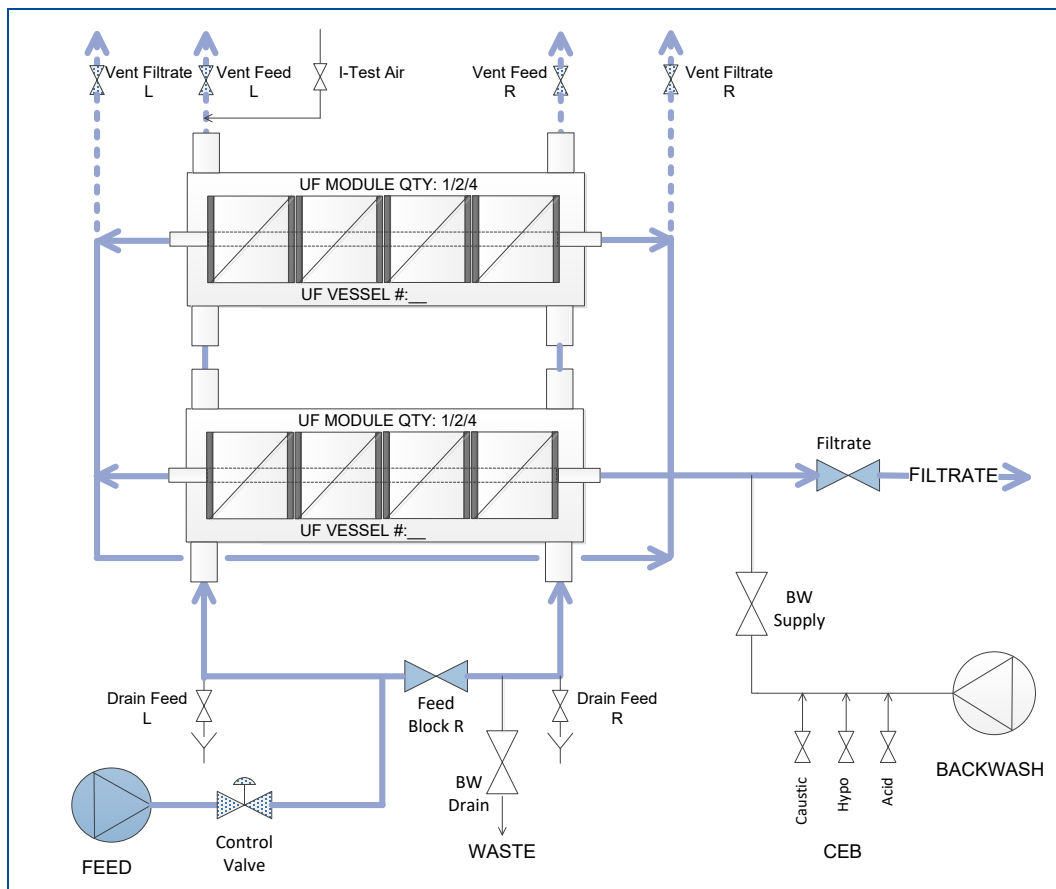 Vent Filtrate
L
Vent Feed
L
I-Test Air
Vent Feed
R
Vent Filtrate
R
UF MODULE QTY: 1/2/4
UF VESSEL #:__
UF MODULE QTY: 1/2/4
UF VESSEL #:__
Filtrate
FILTRATE
BW
Supply
Drain Feed
L
Feed
Block R
Drain Feed
R
BW
Drain
Control
Valve
FEED
WASTE
Caustic
Hypo
Acid
CEB
BACKWASH